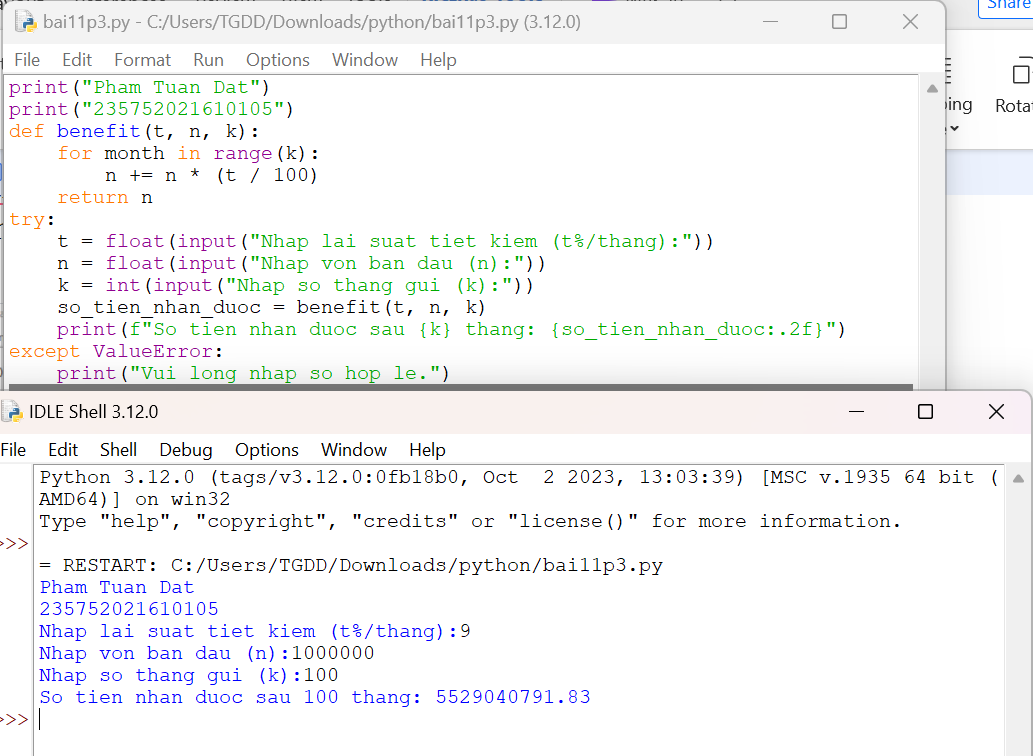 bai11p3.py - C:/Users/TGDD/Downloads/python/bai11p3.py (3.12.0)
Share
File Edit Format Run Options Window Help
print("Pham Tuan Dat")
print("235752021610105")
def benefit(t, n, k):
    for month in range(k):
        n += n * (t / 100)
    return n
try:
    t = float(input("Nhap lai suat tiet kiem (t%/thang):"))
    n = float(input("Nhap von ban dau (n):"))
    k = int(input("Nhap so thang gui (k):"))
    so_tien_nhan_duoc = benefit(t, n, k)
    print(f"So tien nhan duoc sau {k} thang: {so_tien_nhan_duoc:.2f}")
except ValueError:
    print("Vui long nhap so hop le.")
IDLE Shell 3.12.0
File Edit Shell Debug Options Window Help
Python 3.12.0 (tags/v3.12.0:0fb18b0, Oct  2 2023, 13:03:39) [MSC v.1935 64 bit (
AMD64)] on win32
Type "help", "copyright", "credits" or "license()" for more information.
>>>
= RESTART: C:/Users/TGDD/Downloads/python/bai11p3.py
Pham Tuan Dat
235752021610105
Nhap lai suat tiet kiem (t%/thang):9
Nhap von ban dau (n):1000000
Nhap so thang gui (k):100
So tien nhan duoc sau 100 thang: 5529040791.83
>>>